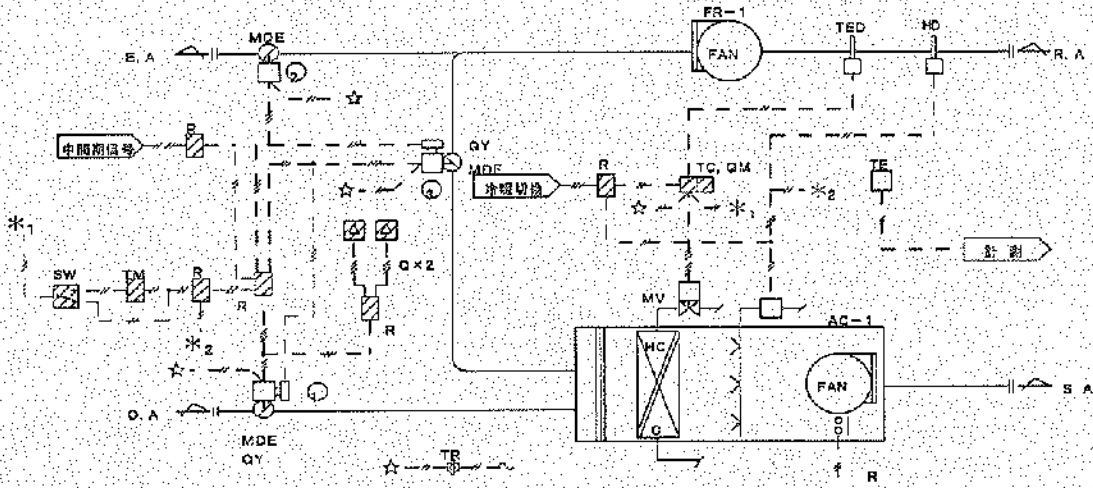 FR-1
MDE
TED
HD
E.A
FAN
R.A
中間期信号
R
QY
MDE
冷暖切換
R
TC, QM
TE
☆
☆
☆
*1
*2
計測
*1
SW
TM
R
R
Q×2
R
MV
AC-1
*2
HC
FAN
S.A
☆
O.A
C
MDE
QY
☆
TR
R